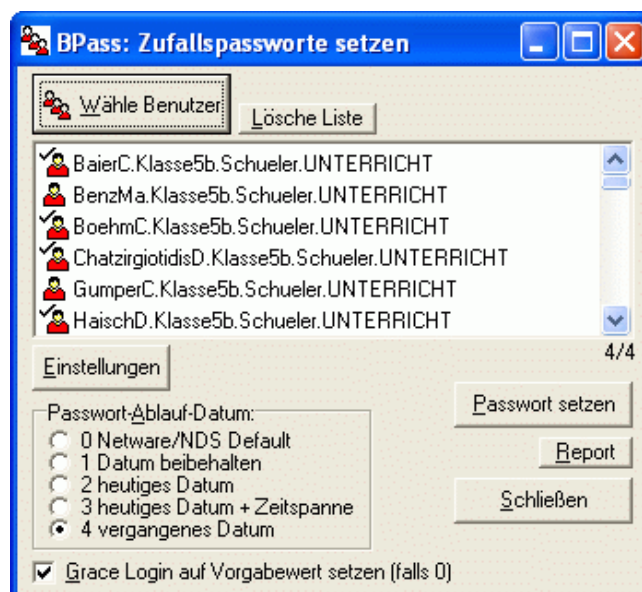 BPass: Zufallspassworte setzen
Wähle Benutzer
Lösche Liste
BaierC.Klasse5b.Schueler.UNTERRICHT
BenzMa.Klasse5b.Schueler.UNTERRICHT
BoehmC.Klasse5b.Schueler.UNTERRICHT
ChatzirgiotidisD.Klasse5b.Schueler.UNTERRICHT
GumperC.Klasse5b.Schueler.UNTERRICHT
HaischD.Klasse5b.Schueler.UNTERRICHT
4/4
Einstellungen
Passwort-Ablauf-Datum:
0 Netware/NDS Default
1 Datum beibehalten
2 heutiges Datum
3 heutiges Datum + Zeitspanne
4 vergangenes Datum
Passwort setzen
Report
Schließen
Grace Login auf Vorgabewert setzen (falls 0)